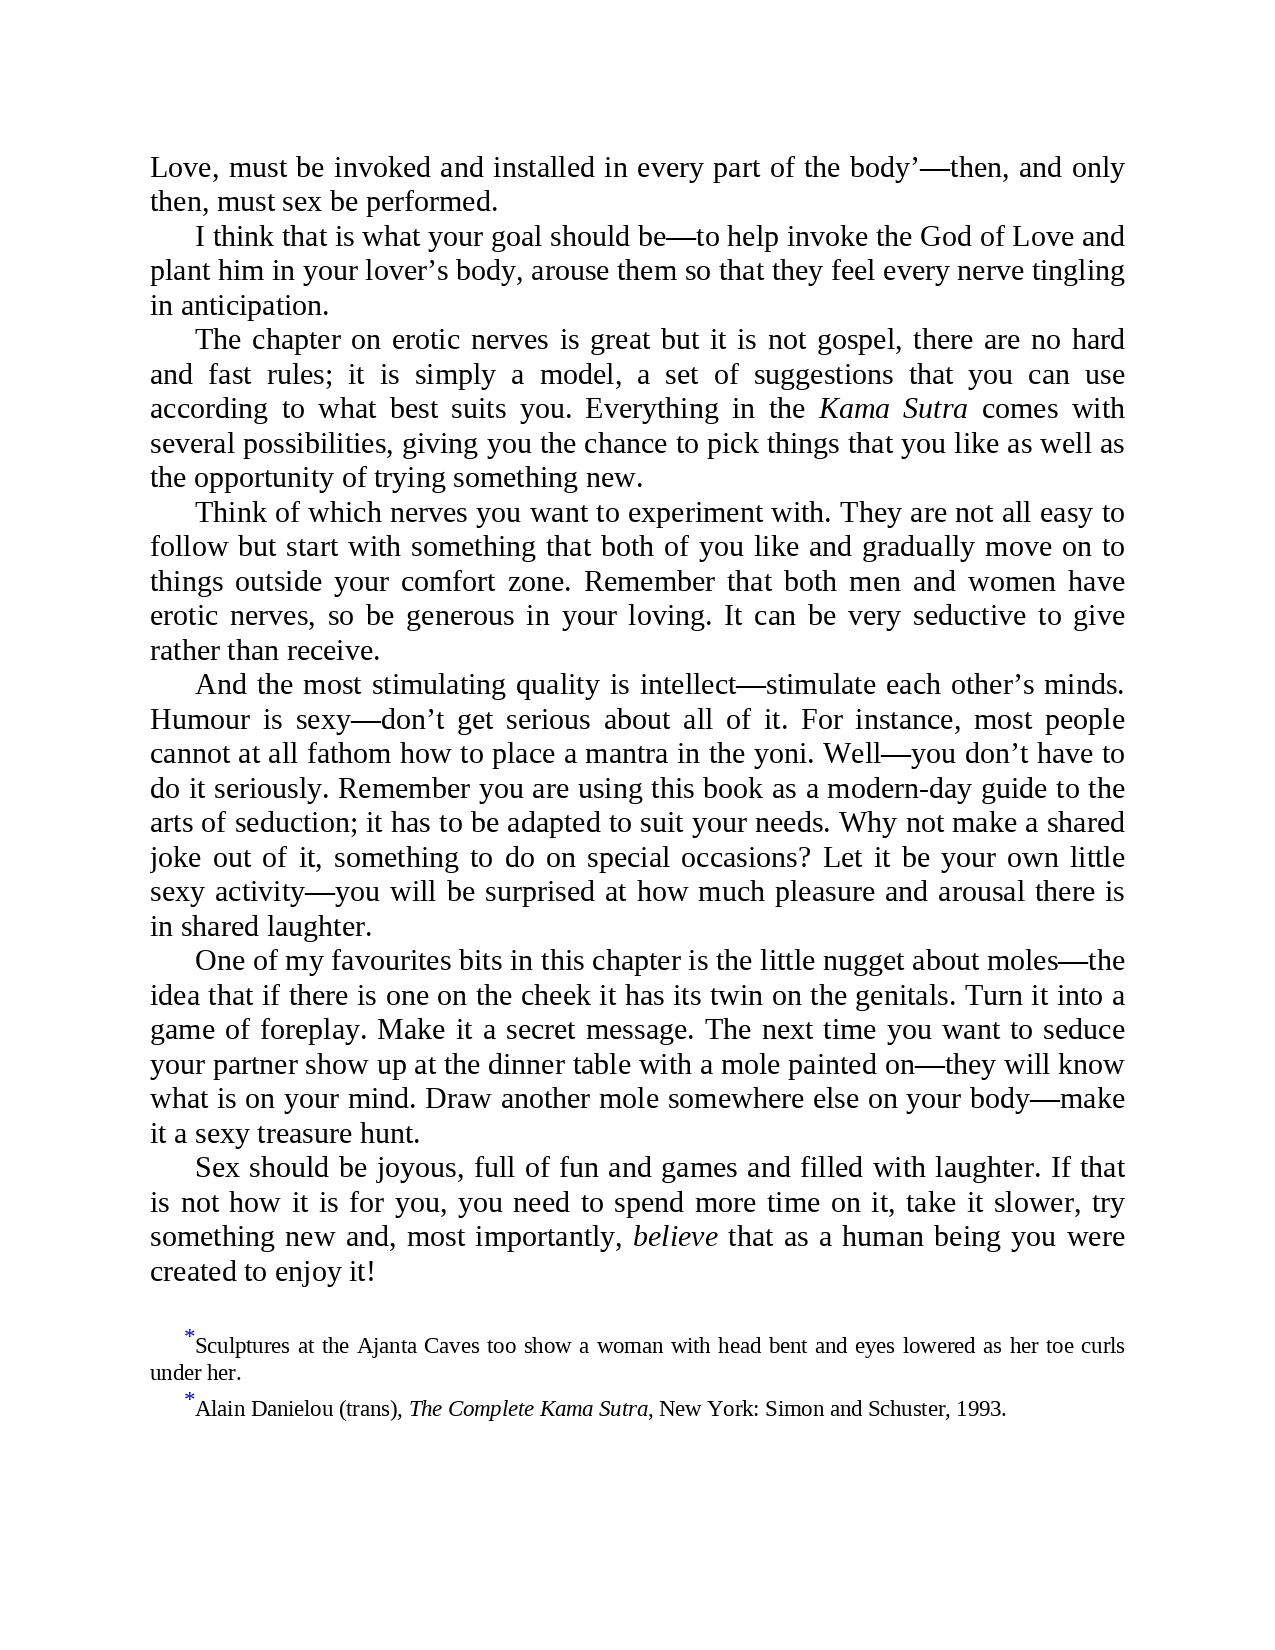 Love, must be invoked and installed in every part of the body’—then, and only
then, must sex be performed.
I think that is what your goal should be—to help invoke the God of Love and
plant him in your lover’s body, arouse them so that they feel every nerve tingling
in anticipation.
The chapter on erotic nerves is great but it is not gospel, there are no hard
and fast rules; it is simply a model, a set of suggestions that you can use
according to what best suits you. Everything in the Kama Sutra comes with
several possibilities, giving you the chance to pick things that you like as well as
the opportunity of trying something new.
Think of which nerves you want to experiment with. They are not all easy to
follow but start with something that both of you like and gradually move on to
things outside your comfort zone. Remember that both men and women have
erotic nerves, so be generous in your loving. It can be very seductive to give
rather than receive.
And the most stimulating quality is intellect—stimulate each other’s minds.
Humour is sexy—don’t get serious about all of it. For instance, most people
cannot at all fathom how to place a mantra in the yoni. Well—you don’t have to
do it seriously. Remember you are using this book as a modern-day guide to the
arts of seduction; it has to be adapted to suit your needs. Why not make a shared
joke out of it, something to do on special occasions? Let it be your own little
sexy activity—you will be surprised at how much pleasure and arousal there is
in shared laughter.
One of my favourites bits in this chapter is the little nugget about moles—the
idea that if there is one on the cheek it has its twin on the genitals. Turn it into a
game of foreplay. Make it a secret message. The next time you want to seduce
your partner show up at the dinner table with a mole painted on—they will know
what is on your mind. Draw another mole somewhere else on your body—make
it a sexy treasure hunt.
Sex should be joyous, full of fun and games and filled with laughter. If that
is not how it is for you, you need to spend more time on it, take it slower, try
something new and, most importantly, believe that as a human being you were
created to enjoy it!
*Sculptures at the Ajanta Caves too show a woman with head bent and eyes lowered as her toe curls
under her.
*Alain Danielou (trans), The Complete Kama Sutra, New York: Simon and Schuster, 1993.